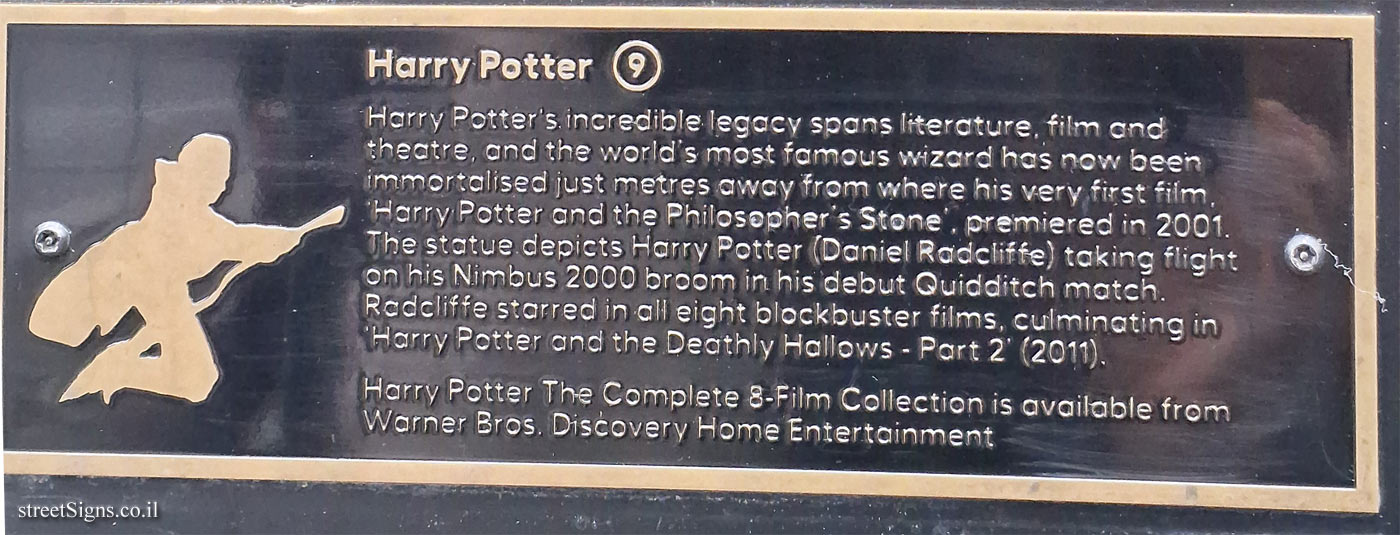 Harry Potter 9
Harry Potter's incredible legacy spans literature, film and
theatre, and the world's most famous wizard has now been
immortalised just metres away from where his very first film,
'Harry Potter and the Philosopher's Stone', premiered in 2001.
The statue depicts Harry Potter (Daniel Radcliffe) taking flight
on his Nimbus 2000 broom in his debut Quidditch match.
Radcliffe starred in all eight blockbuster films, culminating in
'Harry Potter and the Deathly Hallows - Part 2' (2011).
Harry Potter The Complete 8-Film Collection is available from
Warner Bros. Discovery Home Entertainment
streetSigns.co.il